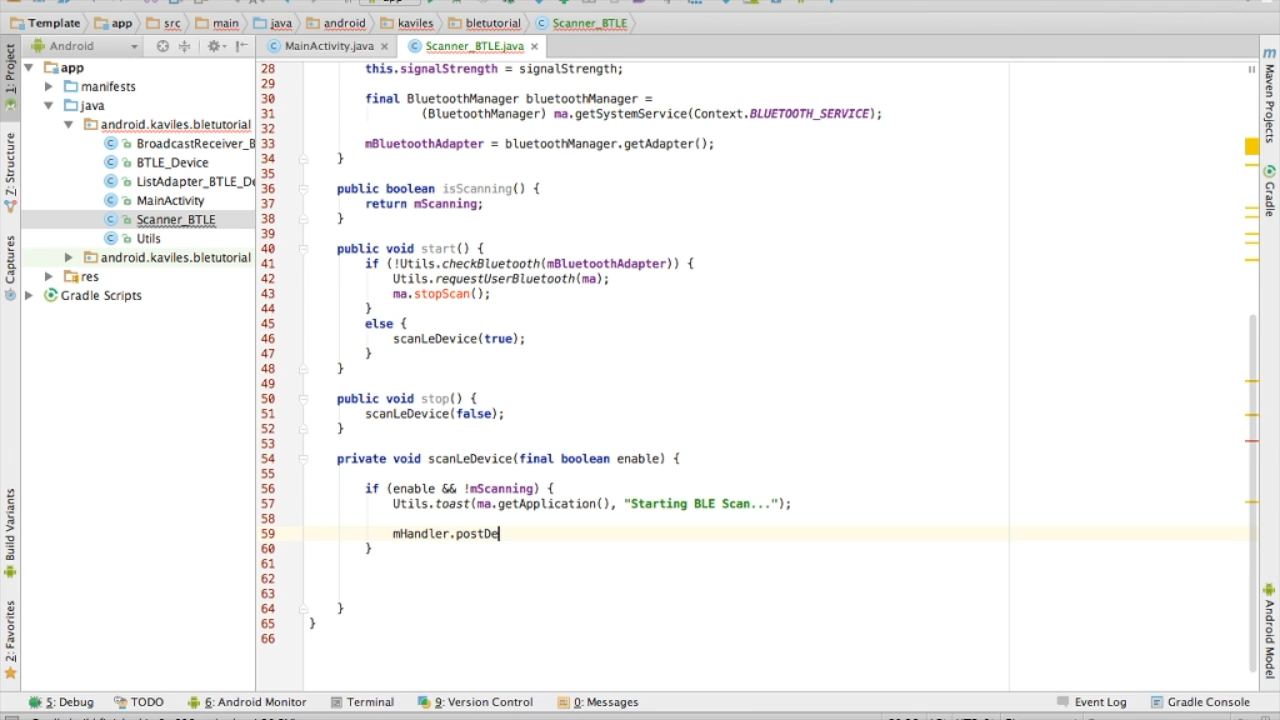 Template app src main java android kaviles bletutorial Scanner_BTLE
Android MainActivity.java Scanner_BTLE.java
1: Project
7: Structure
Captures
Build Variants
2: Favorites
app
manifests
java
android.kaviles.bletutorial
BroadcastReceiver_B
BTLE_Device
ListAdapter_BTLE_De
MainActivity
Scanner_BTLE
Utils
android.kaviles.bletutorial
res
Gradle Scripts
28 this.signalStrength = signalStrength;
29
30 final BluetoothManager bluetoothManager =
31 (BluetoothManager) ma.getSystemService(Context.BLUETOOTH_SERVICE);
32
33 mBluetoothAdapter = bluetoothManager.getAdapter();
34 }
35
36 public boolean isScanning() {
37 return mScanning;
38 }
39
40 public void start() {
41 if (!Utils.checkBluetooth(mBluetoothAdapter)) {
42 Utils.requestUserBluetooth(ma);
43 ma.stopScan();
44 }
45 else {
46 scanLeDevice(true);
47 }
48 }
49
50 public void stop() {
51 scanLeDevice(false);
52 }
53
54 private void scanLeDevice(final boolean enable) {
55
56 if (enable && !mScanning) {
57 Utils.toast(ma.getApplication(), "Starting BLE Scan...");
58
59 mHandler.postDe
60 }
61
62
63
64 }
65 }
66
Maven Projects
Gradle
Android Model
5: Debug TODO 6: Android Monitor Terminal 9: Version Control 0: Messages Event Log Gradle Console